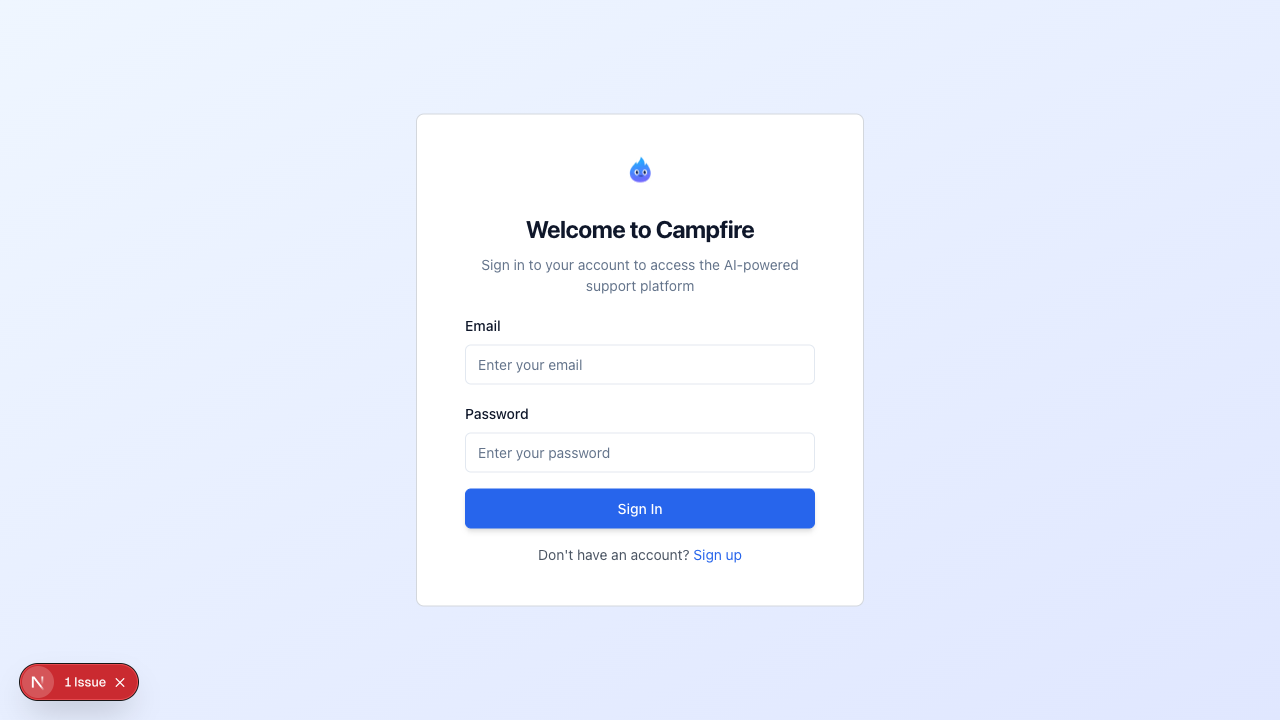 Welcome to Campfire
Sign in to your account to access the AI-powered
support platform
Email
Enter your email
Password
Enter your password
Sign In
Don't have an account? Sign up
N 1 Issue